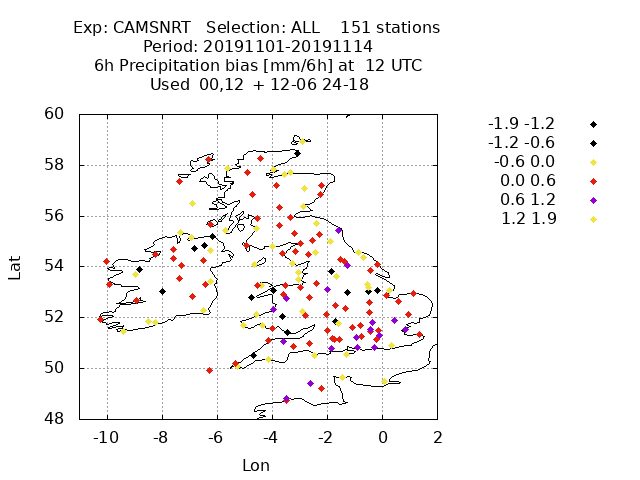 Exp: CAMSNRT Selection: ALL 151 stations
Period: 20191101-20191114
6h Precipitation bias [mm/6h] at 12 UTC
Used 00,12 + 12-06 24-18
60
58
56
54
52
50
48
Lat
-10 -8 -6 -4 -2 0 2
Lon
-1.9 -1.2
-1.2 -0.6
-0.6 0.0
0.0 0.6
0.6 1.2
1.2 1.9